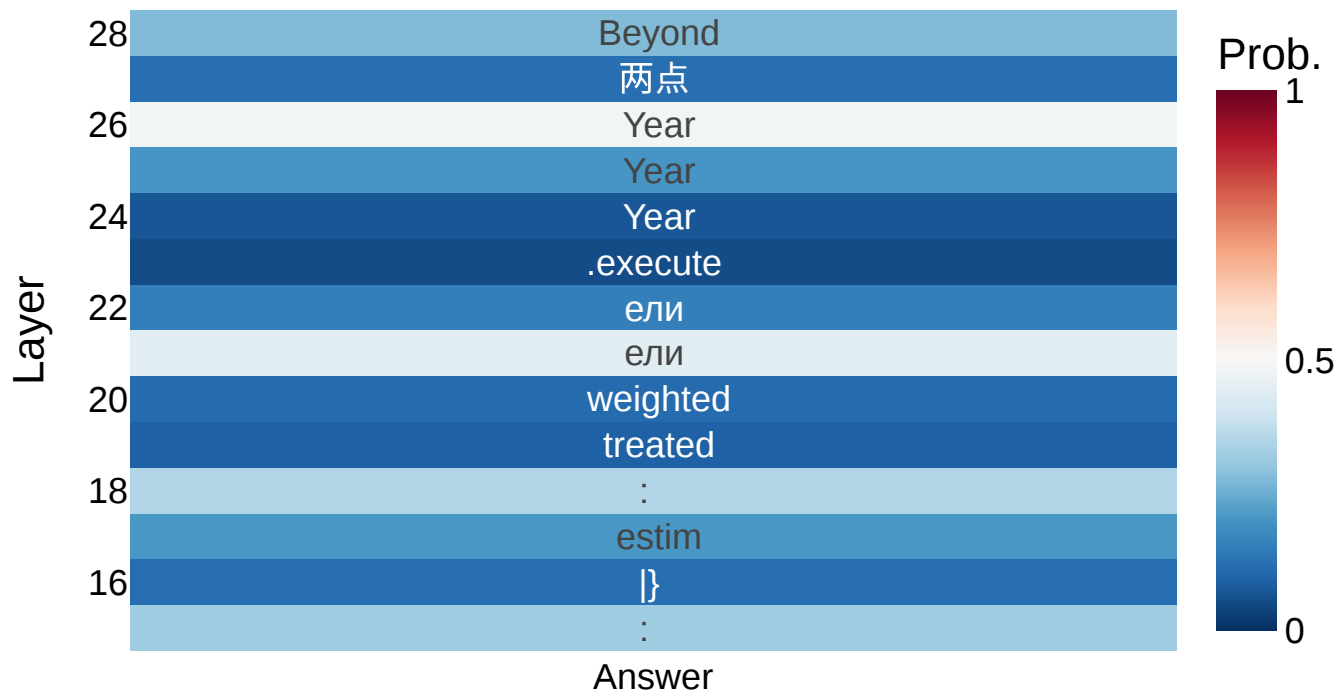 28 Beyond
两点
26 Year
Year
24 Year
.execute
22 ели
ели
20 weighted
treated
18 :
estim
16 |}
:
Answer
Layer
Prob.
1
0.5
0